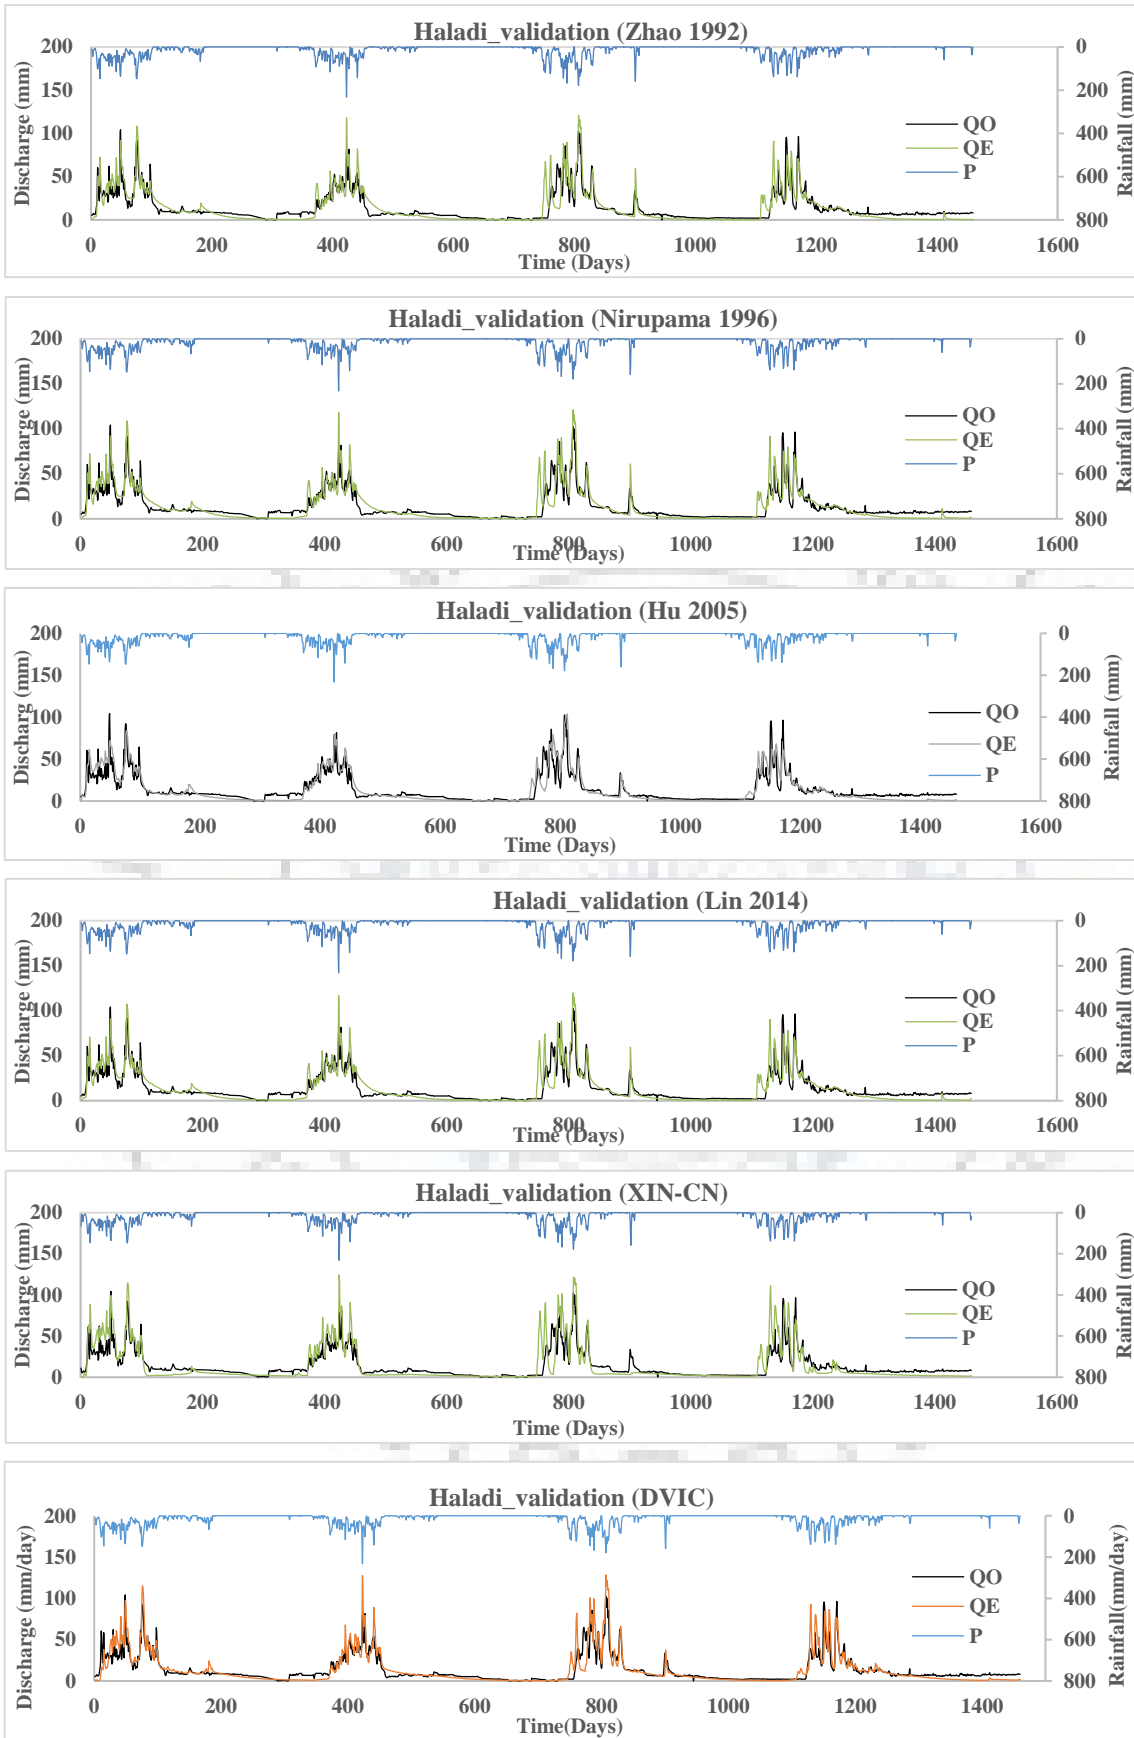 Haladi_validation (Zhao 1992)
200 0
150 200
100 400
50 600
0 800
Discharge (mm)
Rainfall (mm)
QO
QE
P
0 200 400 600 800 1000 1200 1400 1600
Time (Days)
Haladi_validation (Nirupama 1996)
200 0
150 200
100 400
50 600
0 800
Discharge (mm)
Rainfall (mm)
QO
QE
P
0 200 400 600 800 1000 1200 1400 1600
Time (Days)
Haladi_validation (Hu 2005)
200 0
150 200
100 400
50 600
0 800
Discharg (mm)
Rainfall (mm)
QO
QE
P
0 200 400 600 800 1000 1200 1400 1600
Time (Days)
Haladi_validation (Lin 2014)
200 0
150 200
100 400
50 600
0 800
Discharge (mm)
Rainfall (mm)
QO
QE
P
0 200 400 600 800 1000 1200 1400 1600
Time (Days)
Haladi_validation (XIN-CN)
200 0
150 200
100 400
50 600
0 800
Discharge (mm)
Rainfall (mm)
QO
QE
P
0 200 400 600 800 1000 1200 1400 1600
Time (Days)
Haladi_validation (DVIC)
200 0
150 200
100 400
50 600
0 800
Discharge (mm/day)
Rainfall(mm/day)
QO
QE
P
0 200 400 600 800 1000 1200 1400
Time(Days)